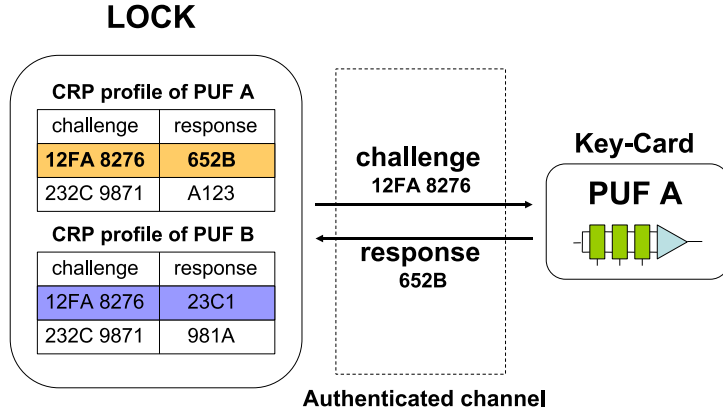 LOCK
CRP profile of PUF A
challenge response
12FA 8276 652B
232C 9871 A123
CRP profile of PUF B
challenge response
12FA 8276 23C1
232C 9871 981A
challenge
12FA 8276
response
652B
Authenticated channel
Key-Card
PUF A